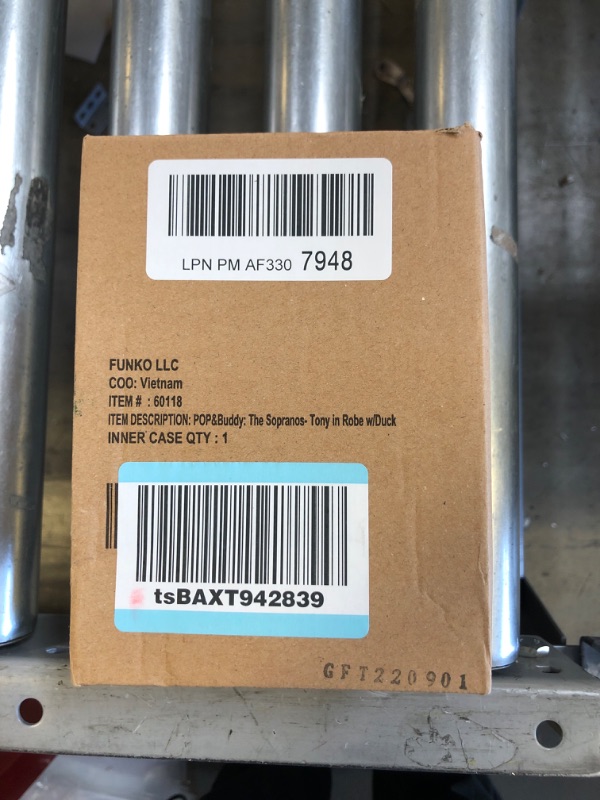 LPN PM AF330 7948
FUNKO LLC
COO: Vietnam
ITEM # : 60118
ITEM DESCRIPTION: POP&Buddy: The Sopranos- Tony in Robe w/Duck
INNER CASE QTY : 1
tsBAXT942839
GFT220901